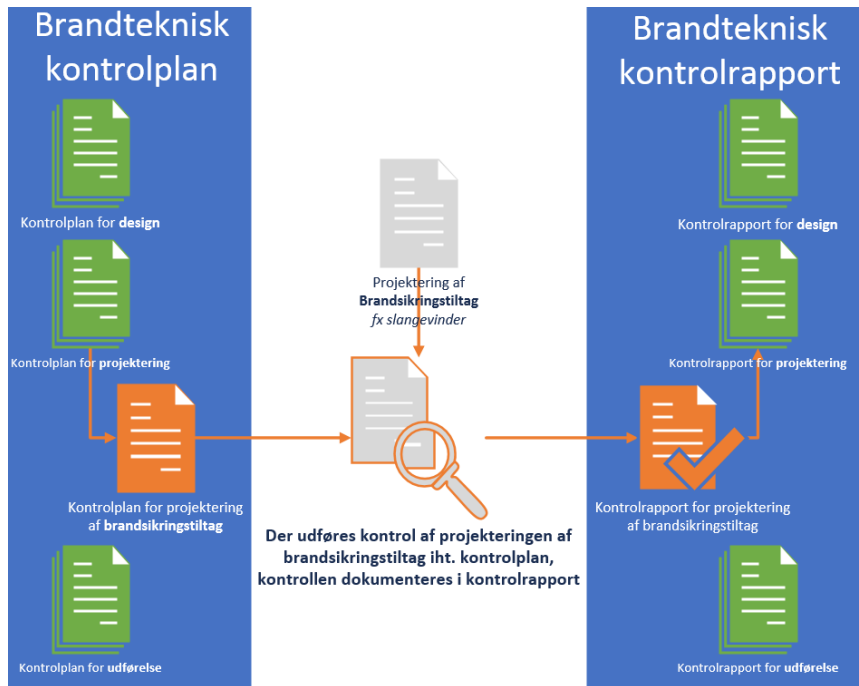 Brandteknisk
kontrolplan
Kontrolplan for design
Kontrolplan for projektering
Kontrolplan for projektering
af brandsikringstiltag
Kontrolplan for udførelse
Projektering af
Brandsikringstiltag
fx slangevinder
Der udføres kontrol af projekteringen af
brandsikringstiltag iht. kontrolplan,
kontrollen dokumenteres i kontrolrapport
Brandteknisk
kontrolrapport
Kontrolrapport for design
Kontrolrapport for projektering
Kontrolrapport for projektering
af brandsikringstiltag
Kontrolrapport for udførelse